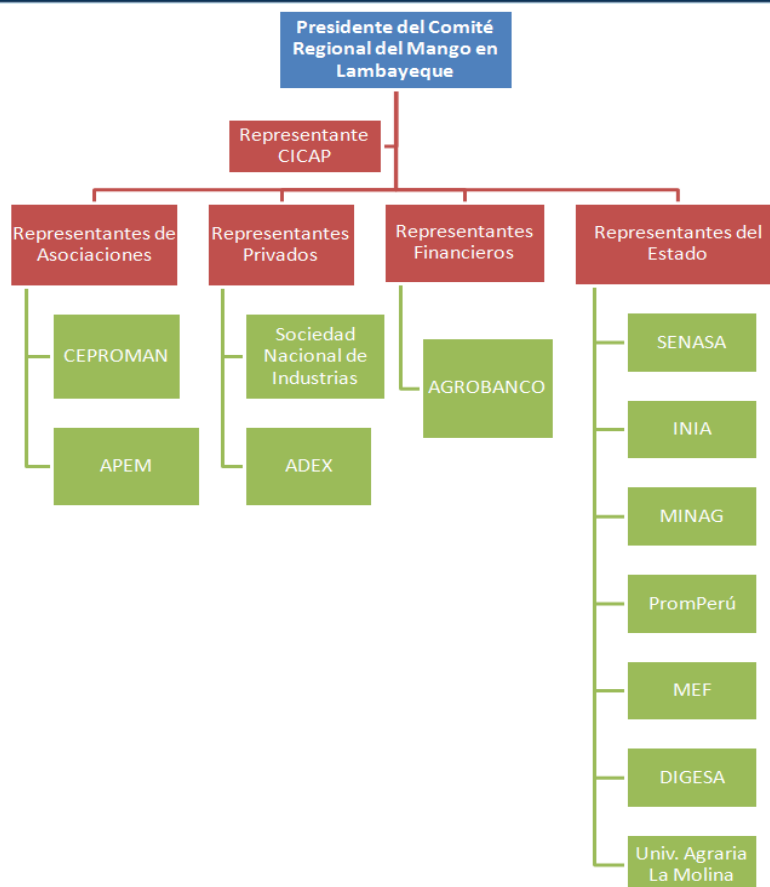 Presidente del Comité
Regional del Mango en
Lambayeque
Representante
CICAP
Representantes de
Asociaciones
Representantes
Privados
Representantes
Financieros
Representantes del
Estado
CEPROMAN
APEM
Sociedad
Nacional de
Industrias
ADEX
AGROBANCO
SENASA
INIA
MINAG
PromPerú
MEF
DIGESA
Univ. Agraria
La Molina